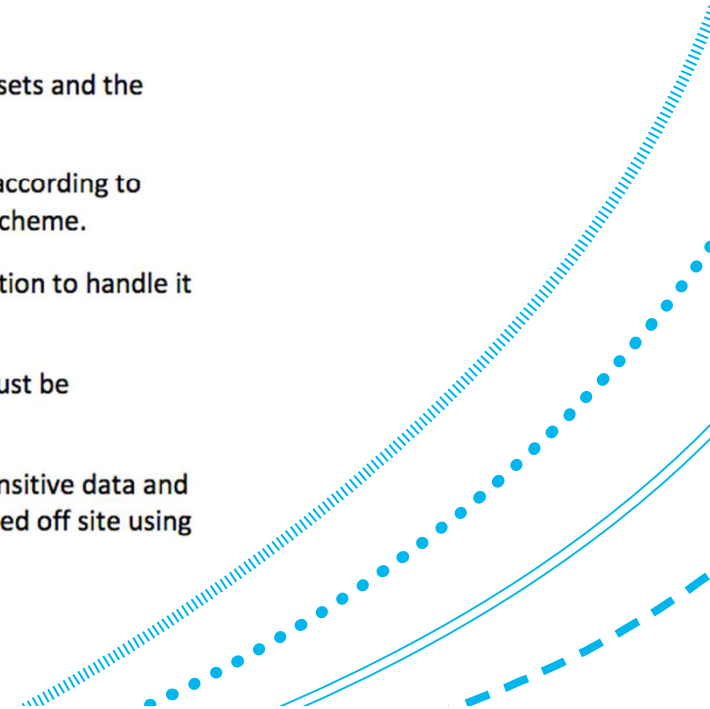 sets and the
according to
cheme.
tion to handle it
ust be
nsitive data and
ed off site using